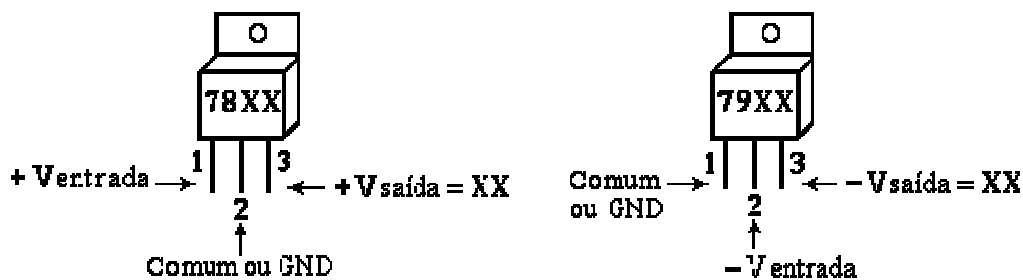 78XX
1
3
+ Ventrada
+Vsaída = XX
2
Comum ou GND
79XX
1
3
Comum
ou GND
−Vsaída = XX
2
−Ventrada